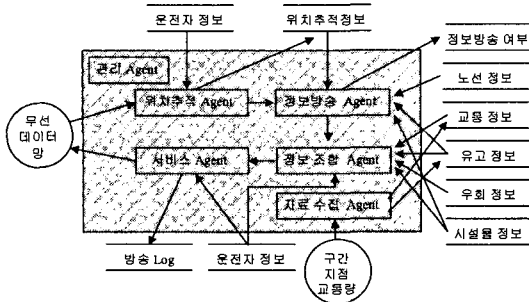 운전자 정보
위치추적정보
정보방송 여부
관리 Agent
노선 정보
위치추적 Agent
정보방송 Agent
교통 정보
무선
데이터
망
서비스 Agent
정보 조합 Agent
유고 정보
우회 정보
자료 수집 Agent
시설물 정보
방송 Log
운전자 정보
구간
지점
교통량